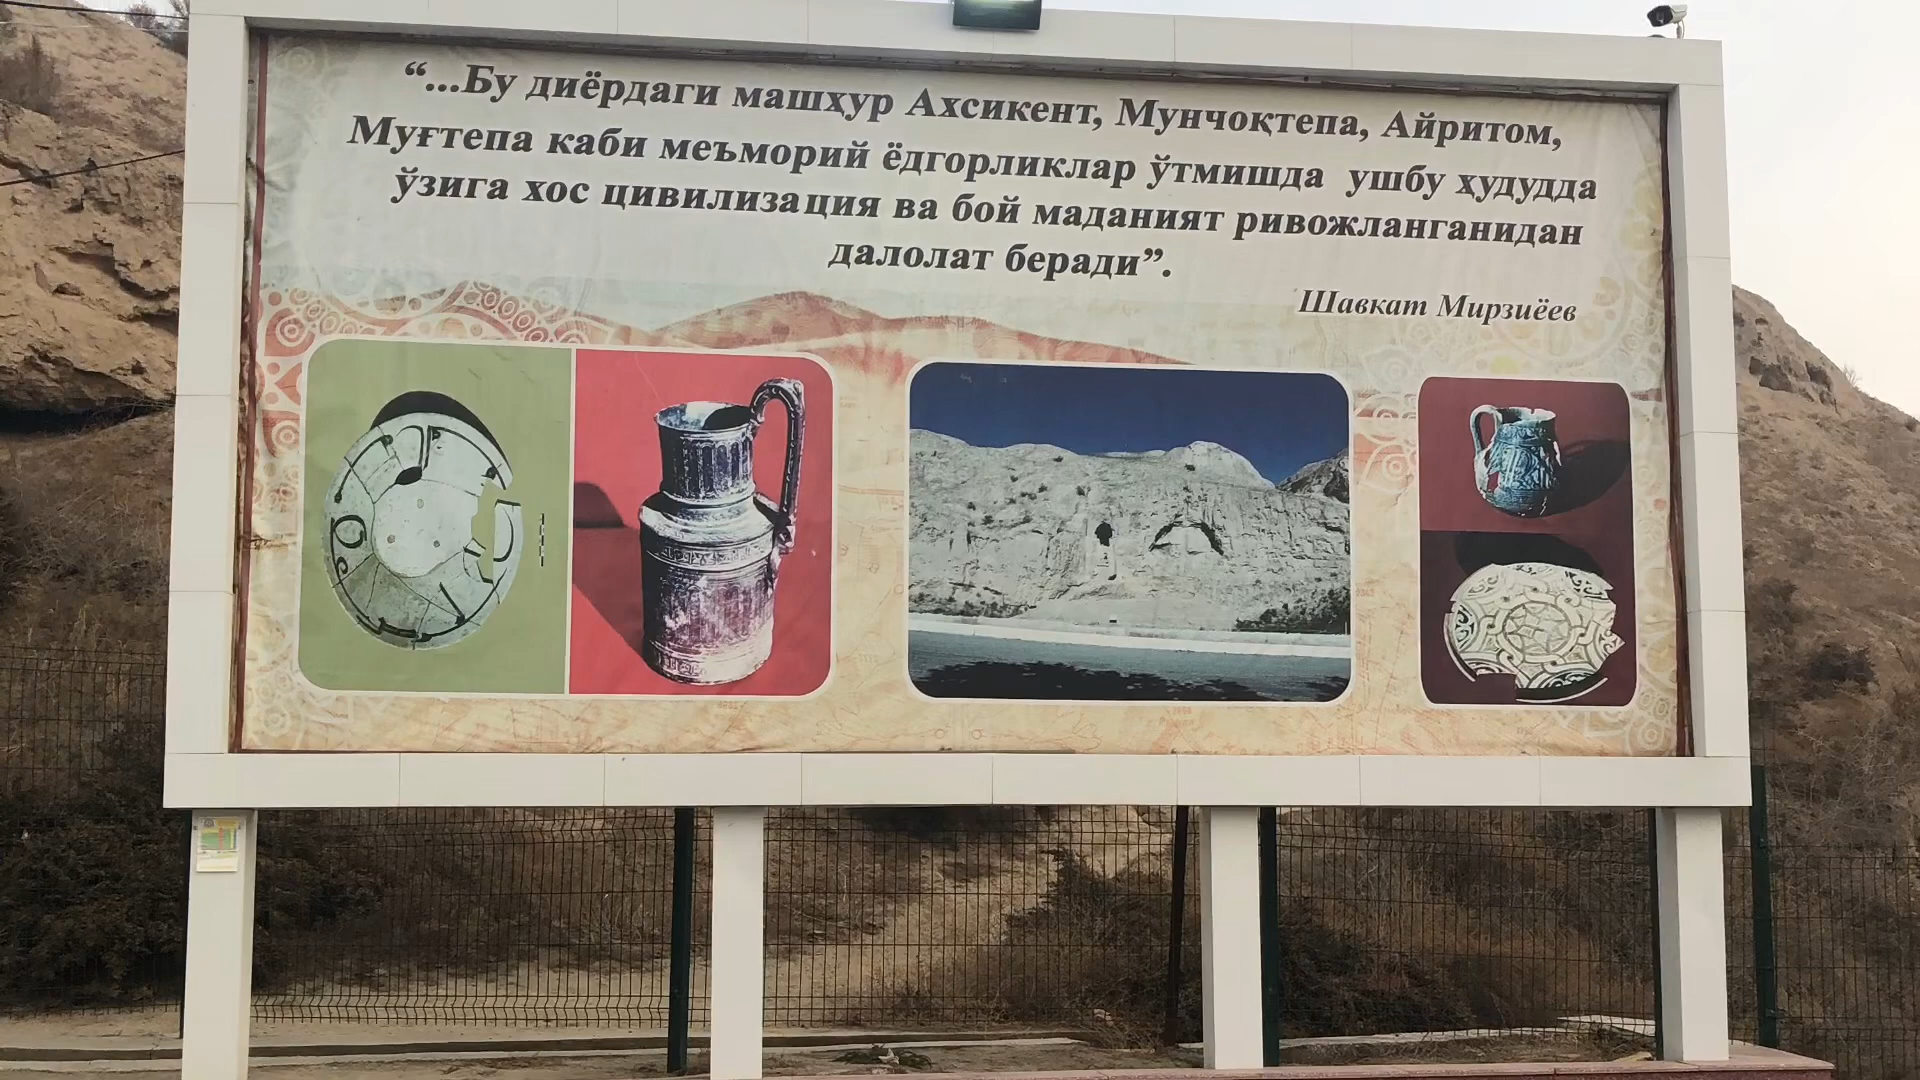 “...Бу диёрдаги машҳур Ахсикент, Мунчоқтепа, Айритом,
Муғтепа каби меъморий ёдгорликлар ўтмишда ушбу ҳудудда
ўзига хос цивилизация ва бой маданият ривожланганидан
далолат беради”.
Шавкат Мирзиёев